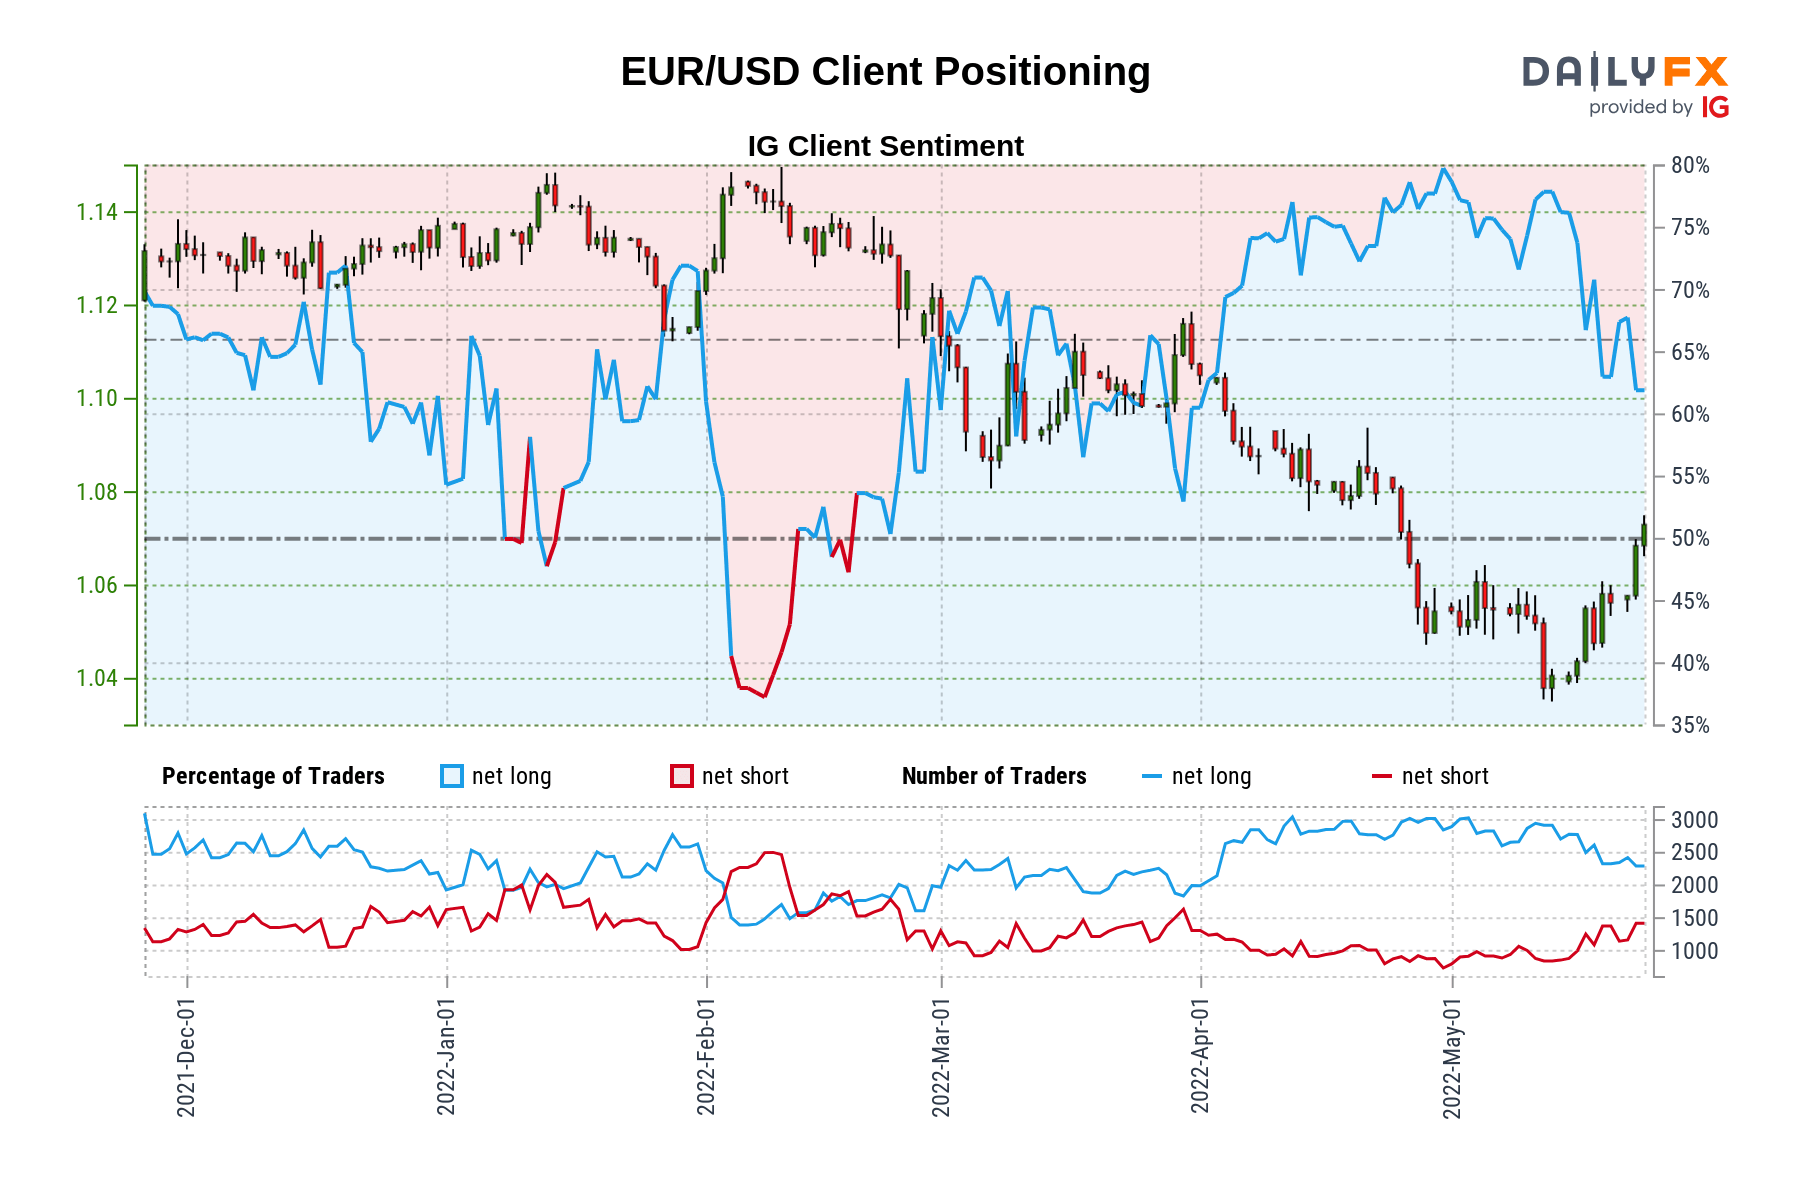 EUR/USD Client Positioning
DAILYFX
provided by IG
IG Client Sentiment
1.14
1.12
1.10
1.08
1.06
1.04
80%
75%
70%
65%
60%
55%
50%
45%
40%
35%
Percentage of Traders net long net short Number of Traders net long net short
3000
2500
2000
1500
1000
2021-Dec-01
2022-Jan-01
2022-Feb-01
2022-Mar-01
2022-Apr-01
2022-May-01